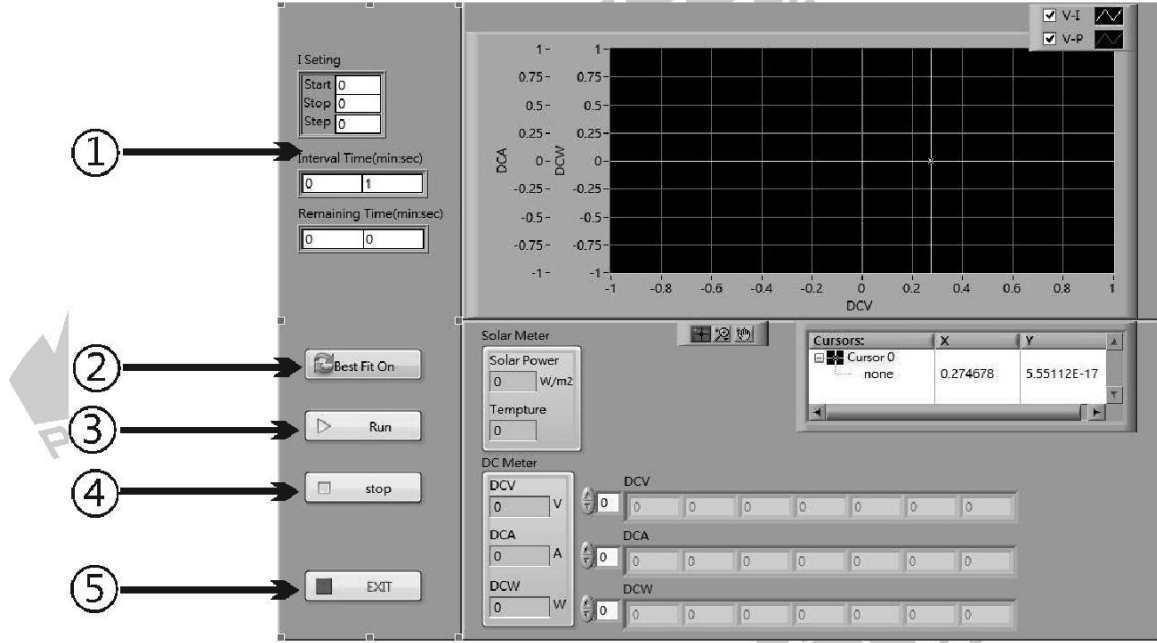 V-I
V-P
I Seting
Start 0
Stop 0
Step 0
Interval Time(min:sec)
0 1
Remaining Time(min:sec)
0 0
①
1- 1-
0.75- 0.75-
0.5- 0.5-
0.25- 0.25-
0- 0-
-0.25- -0.25-
-0.5- -0.5-
-0.75- -0.75-
-1- -1-
DCA
DCW
-1 -0.8 -0.6 -0.4 -0.2 0 0.2 0.4 0.6 0.8 1
DCV
② Best Fit On
③ Run
④ stop
⑤ EXIT
P
Solar Meter
Solar Power
0 W/m2
Tempture
0
Cursors: X Y
Cursor 0
none 0.274678 5.55112E-17
DC Meter
DCV
0 V
DCA
0 A
DCW
0 W
DCV
0 0 0 0 0 0 0 0
DCA
0 0 0 0 0 0 0 0
DCW
0 0 0 0 0 0 0 0